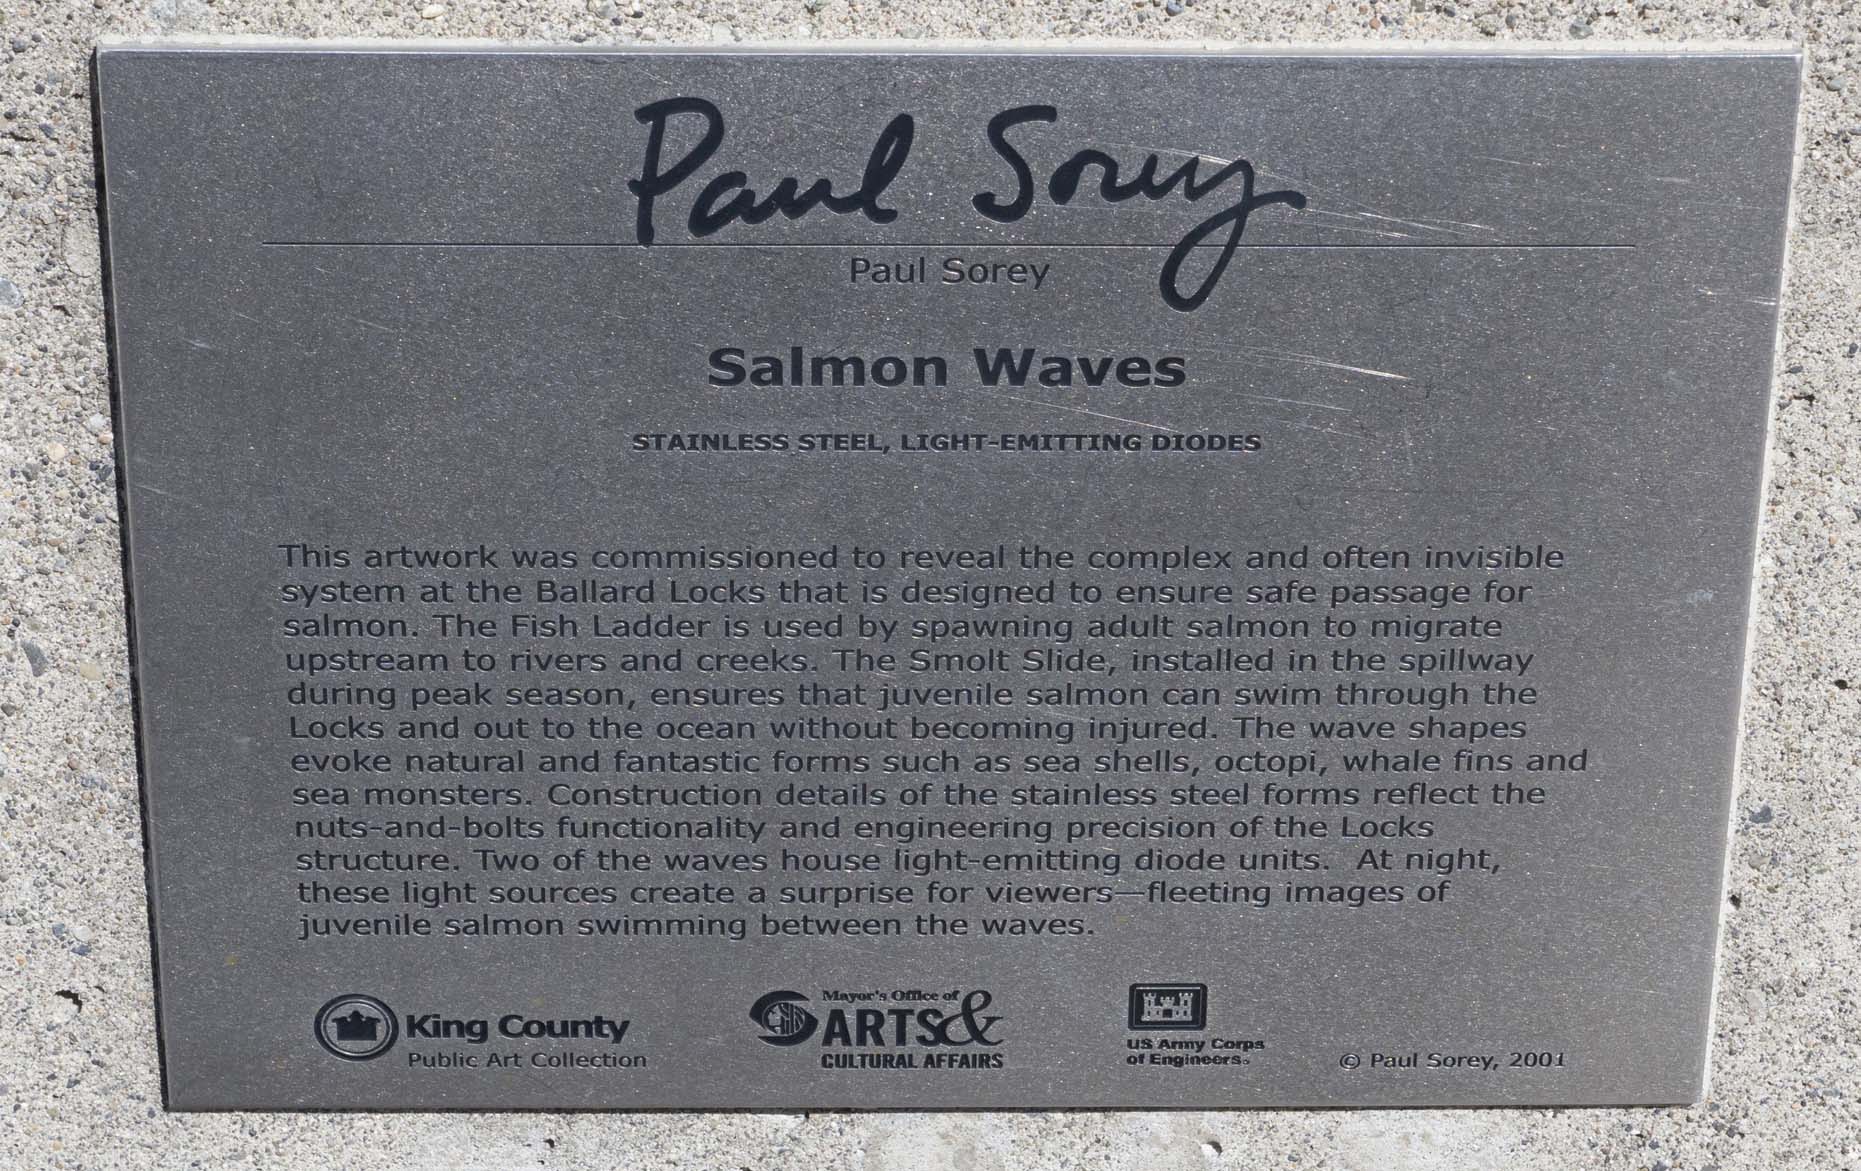 Paul Sorey
Paul Sorey
Salmon Waves
STAINLESS STEEL, LIGHT-EMITTING DIODES
This artwork was commissioned to reveal the complex and often invisible
system at the Ballard Locks that is designed to ensure safe passage for
salmon. The Fish Ladder is used by spawning adult salmon to migrate
upstream to rivers and creeks. The Smolt Slide, installed in the spillway
during peak season, ensures that juvenile salmon can swim through the
Locks and out to the ocean without becoming injured. The wave shapes
evoke natural and fantastic forms such as sea shells, octopi, whale fins and
sea monsters. Construction details of the stainless steel forms reflect the
nuts-and-bolts functionality and engineering precision of the Locks
structure. Two of the waves house light-emitting diode units.  At night,
these light sources create a surprise for viewers—fleeting images of
juvenile salmon swimming between the waves.
King County
Public Art Collection
Mayor's Office of
ARTS&
CULTURAL AFFAIRS
US Army Corps
of Engineers®
© Paul Sorey, 2001